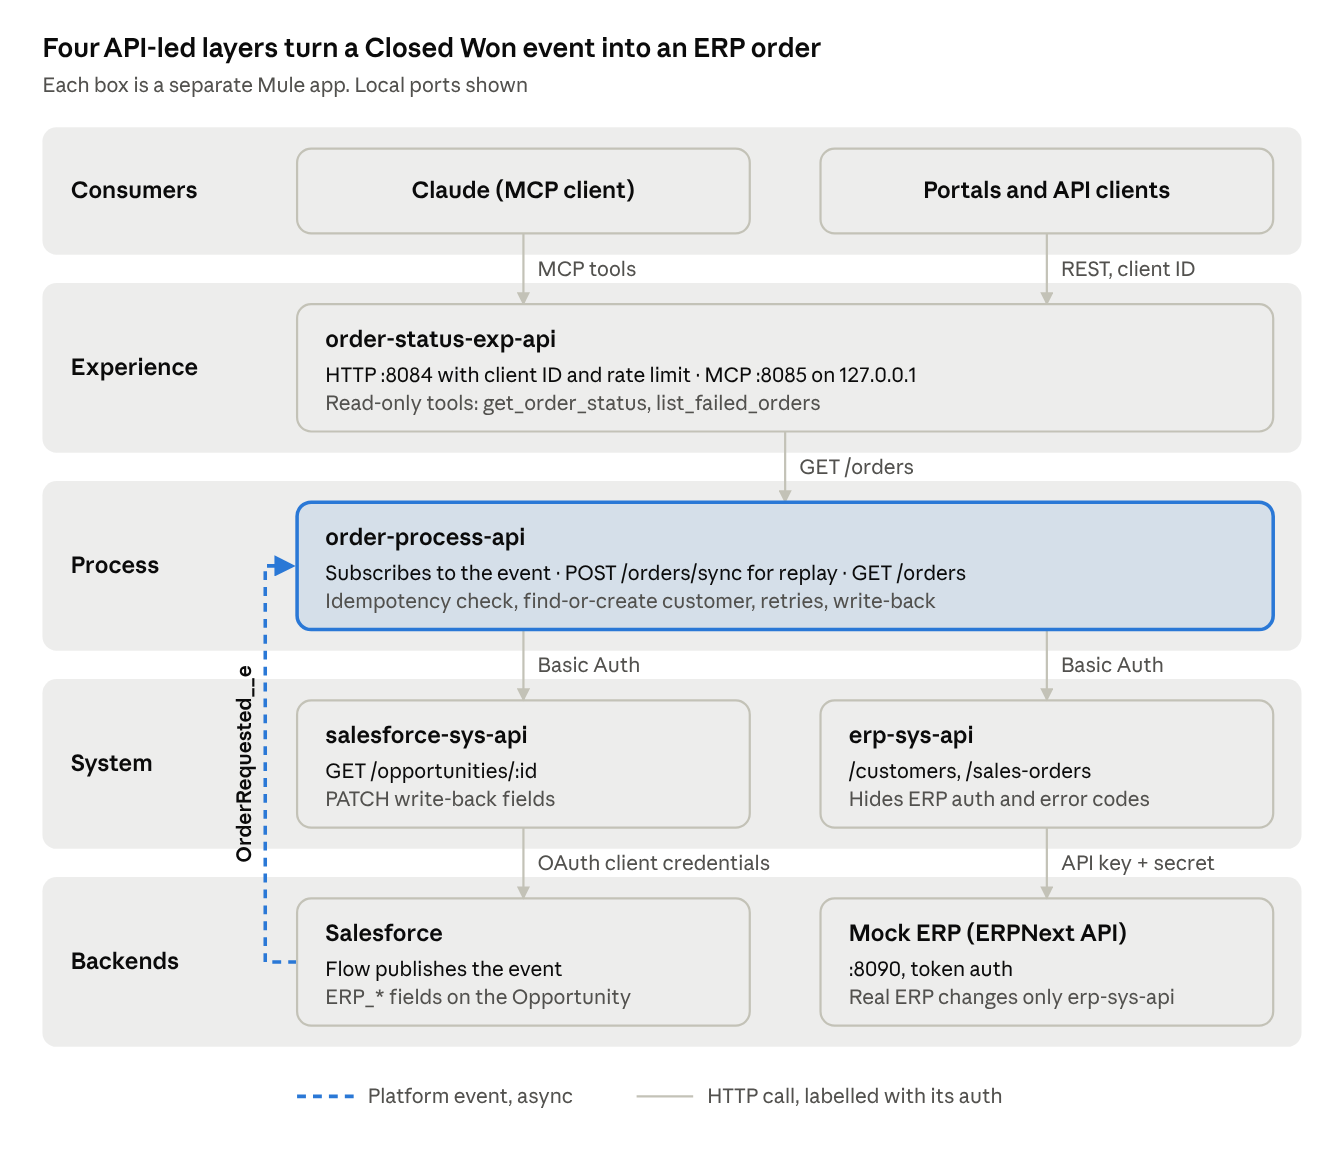 Four API-led layers turn a Closed Won event into an ERP order
Each box is a separate Mule app. Local ports shown
Consumers
Claude (MCP client)
Portals and API clients
MCP tools
REST, client ID
Experience
order-status-exp-api
HTTP :8084 with client ID and rate limit · MCP :8085 on 127.0.0.1
Read-only tools: get_order_status, list_failed_orders
GET /orders
Process
order-process-api
Subscribes to the event · POST /orders/sync for replay · GET /orders
Idempotency check, find-or-create customer, retries, write-back
OrderRequested__e
Basic Auth
Basic Auth
System
salesforce-sys-api
GET /opportunities/:id
PATCH write-back fields
erp-sys-api
/customers, /sales-orders
Hides ERP auth and error codes
OAuth client credentials
API key + secret
Backends
Salesforce
Flow publishes the event
ERP_* fields on the Opportunity
Mock ERP (ERPNext API)
:8090, token auth
Real ERP changes only erp-sys-api
Platform event, async
HTTP call, labelled with its auth